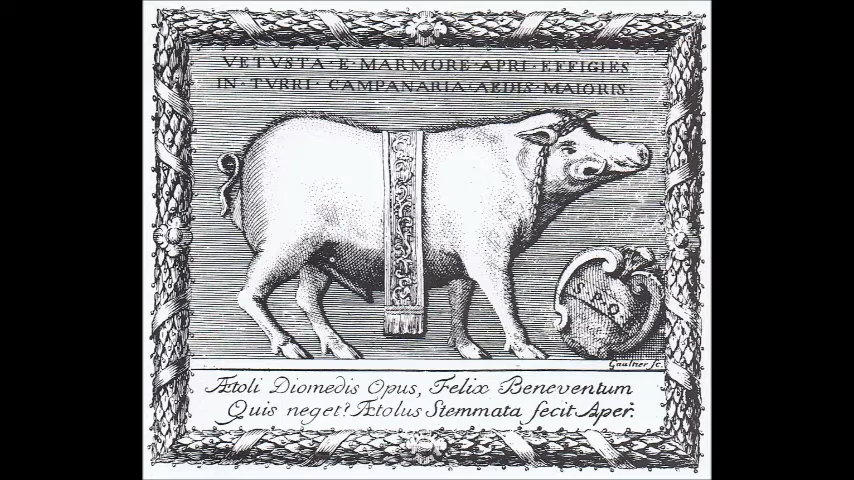 VETVSTA·E·MARMORE·APRI·EFFIGIES
IN·TVRRI·CAMPANARIA·AEDIS·MAIORIS·
S.P.Q.
Gaultier sc.
Ætoli Diomedis Opus, Felix Beneventum
Quis neget? Ætolus Stemmata fecit Aper.